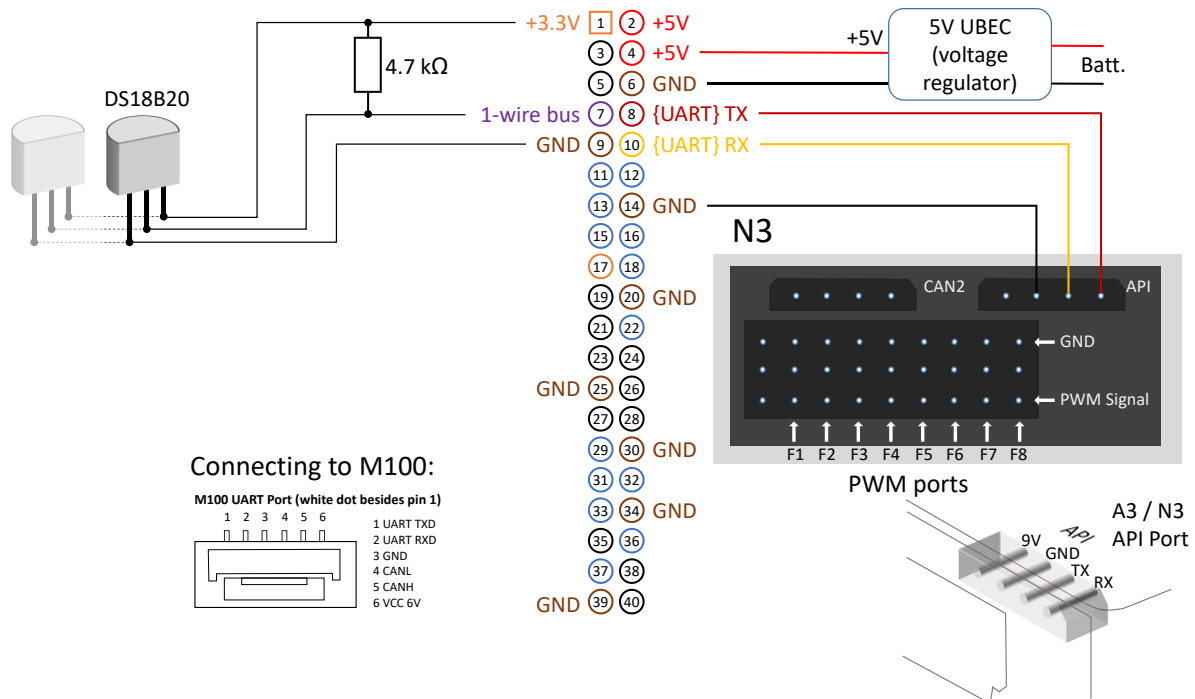 +3.3V 1 2 +5V
3 4 +5V
5 6 GND
1-wire bus 7 8 {UART} TX
GND 9 10 {UART} RX
11 12
13 14 GND
15 16
17 18
19 20 GND
21 22
23 24
GND 25 26
27 28
29 30 GND
31 32
33 34 GND
35 36
37 38
GND 39 40
4.7 kΩ
DS18B20
+5V
5V UBEC
(voltage
regulator)
Batt.
N3
CAN2
API
GND
PWM Signal
F1 F2 F3 F4 F5 F6 F7 F8
PWM ports
Connecting to M100:
M100 UART Port (white dot besides pin 1)
1 2 3 4 5 6
1 UART TXD
2 UART RXD
3 GND
4 CANL
5 CANH
6 VCC 6V
A3 / N3
API Port
API
9V
GND
TX
RX